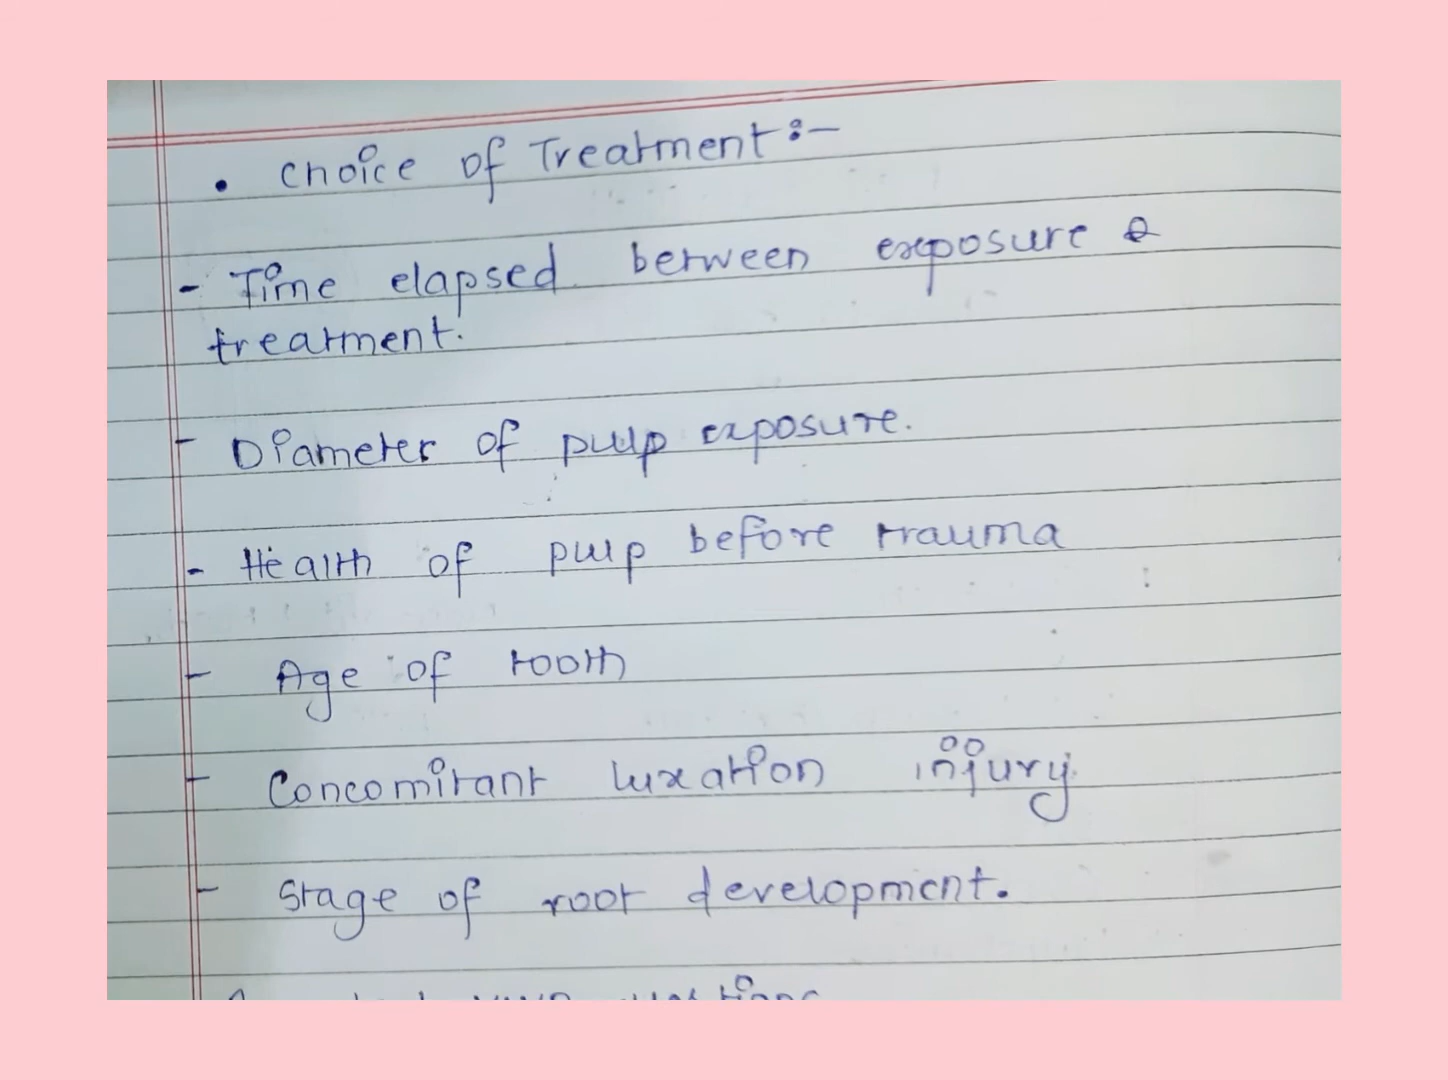 • Choice of Treatment :-
- Time elapsed between exposure &
treatment.
- Diameter of pulp exposure.
- Health of pulp before trauma
- Age of tooth
- Concomitant luxation injury.
- Stage of root development.